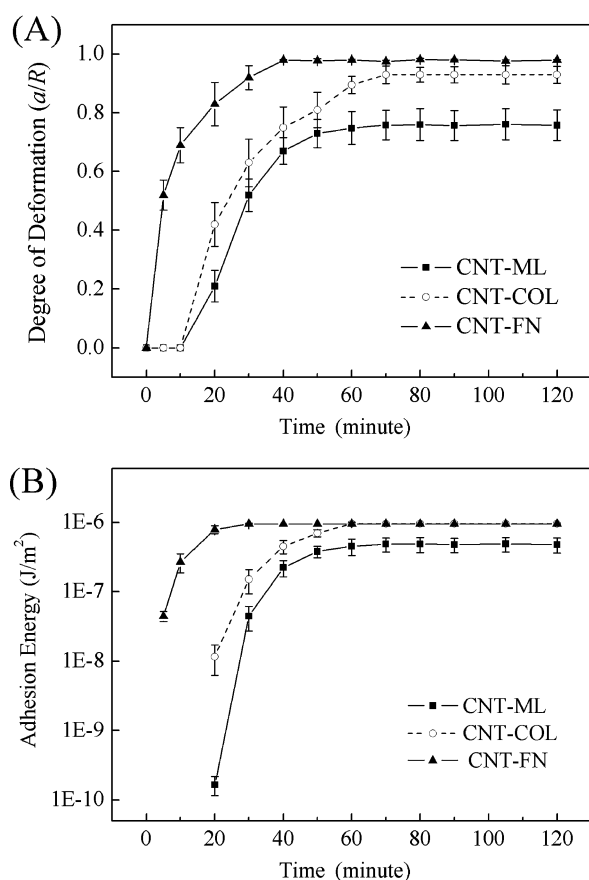 (A)
Degree of Deformation (a/R)
1.0
0.8
0.6
0.4
0.2
0.0
CNT-ML
CNT-COL
CNT-FN
0 20 40 60 80 100 120
Time (minute)
(B)
Adhesion Energy (J/m²)
1E-6
1E-7
1E-8
1E-9
1E-10
CNT-ML
CNT-COL
CNT-FN
0 20 40 60 80 100 120
Time (minute)